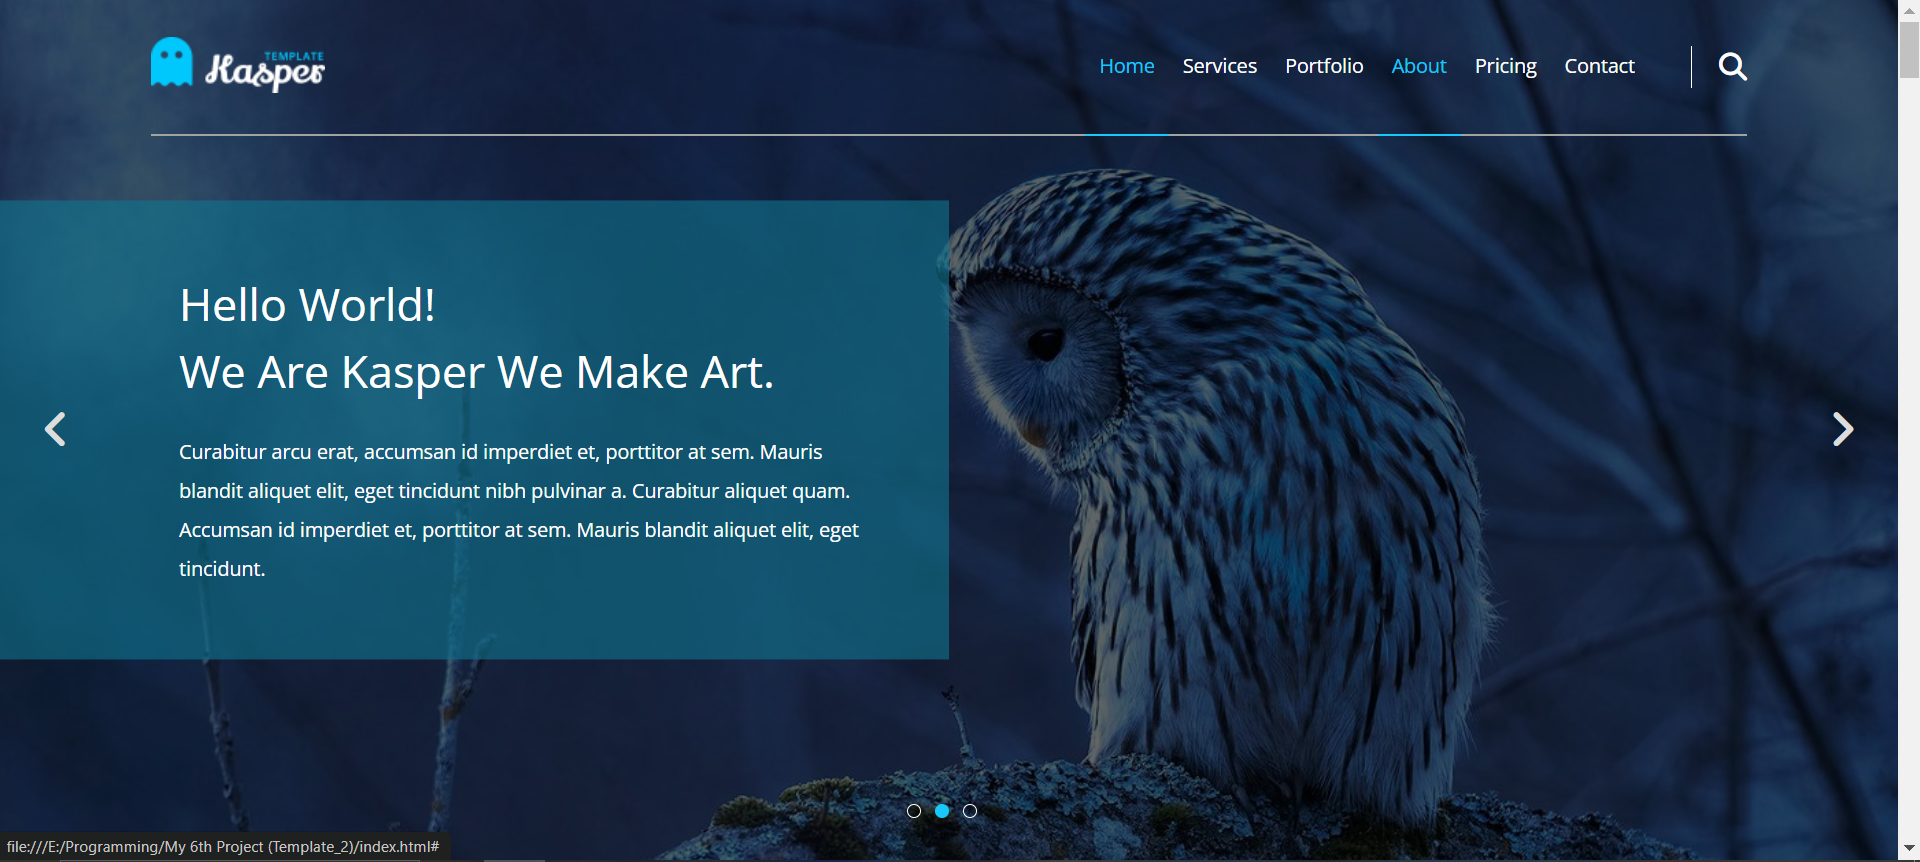 TEMPLATE
Kasper
Home Services Portfolio About Pricing Contact
Hello World!
We Are Kasper We Make Art.
Curabitur arcu erat, accumsan id imperdiet et, porttitor at sem. Mauris
blandit aliquet elit, eget tincidunt nibh pulvinar a. Curabitur aliquet quam.
Accumsan id imperdiet et, porttitor at sem. Mauris blandit aliquet elit, eget
tincidunt.
file:///E:/Programming/My 6th Project (Template_2)/index.html#